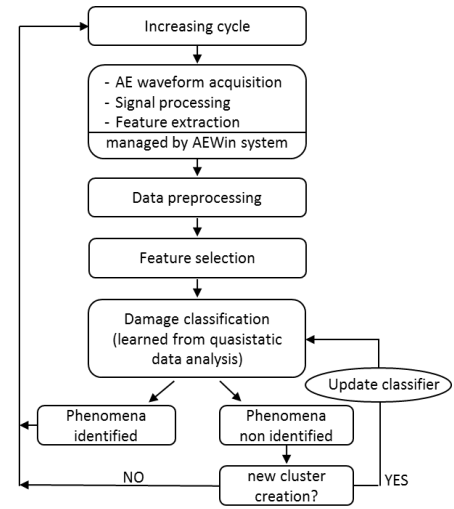 Increasing cycle
- AE waveform acquisition
- Signal processing
- Feature extraction
managed by AEWin system
Data preprocessing
Feature selection
Damage classification
(learned from quasistatic
data analysis)
Update classifier
Phenomena
identified
Phenomena
non identified
NO
new cluster
creation?
YES